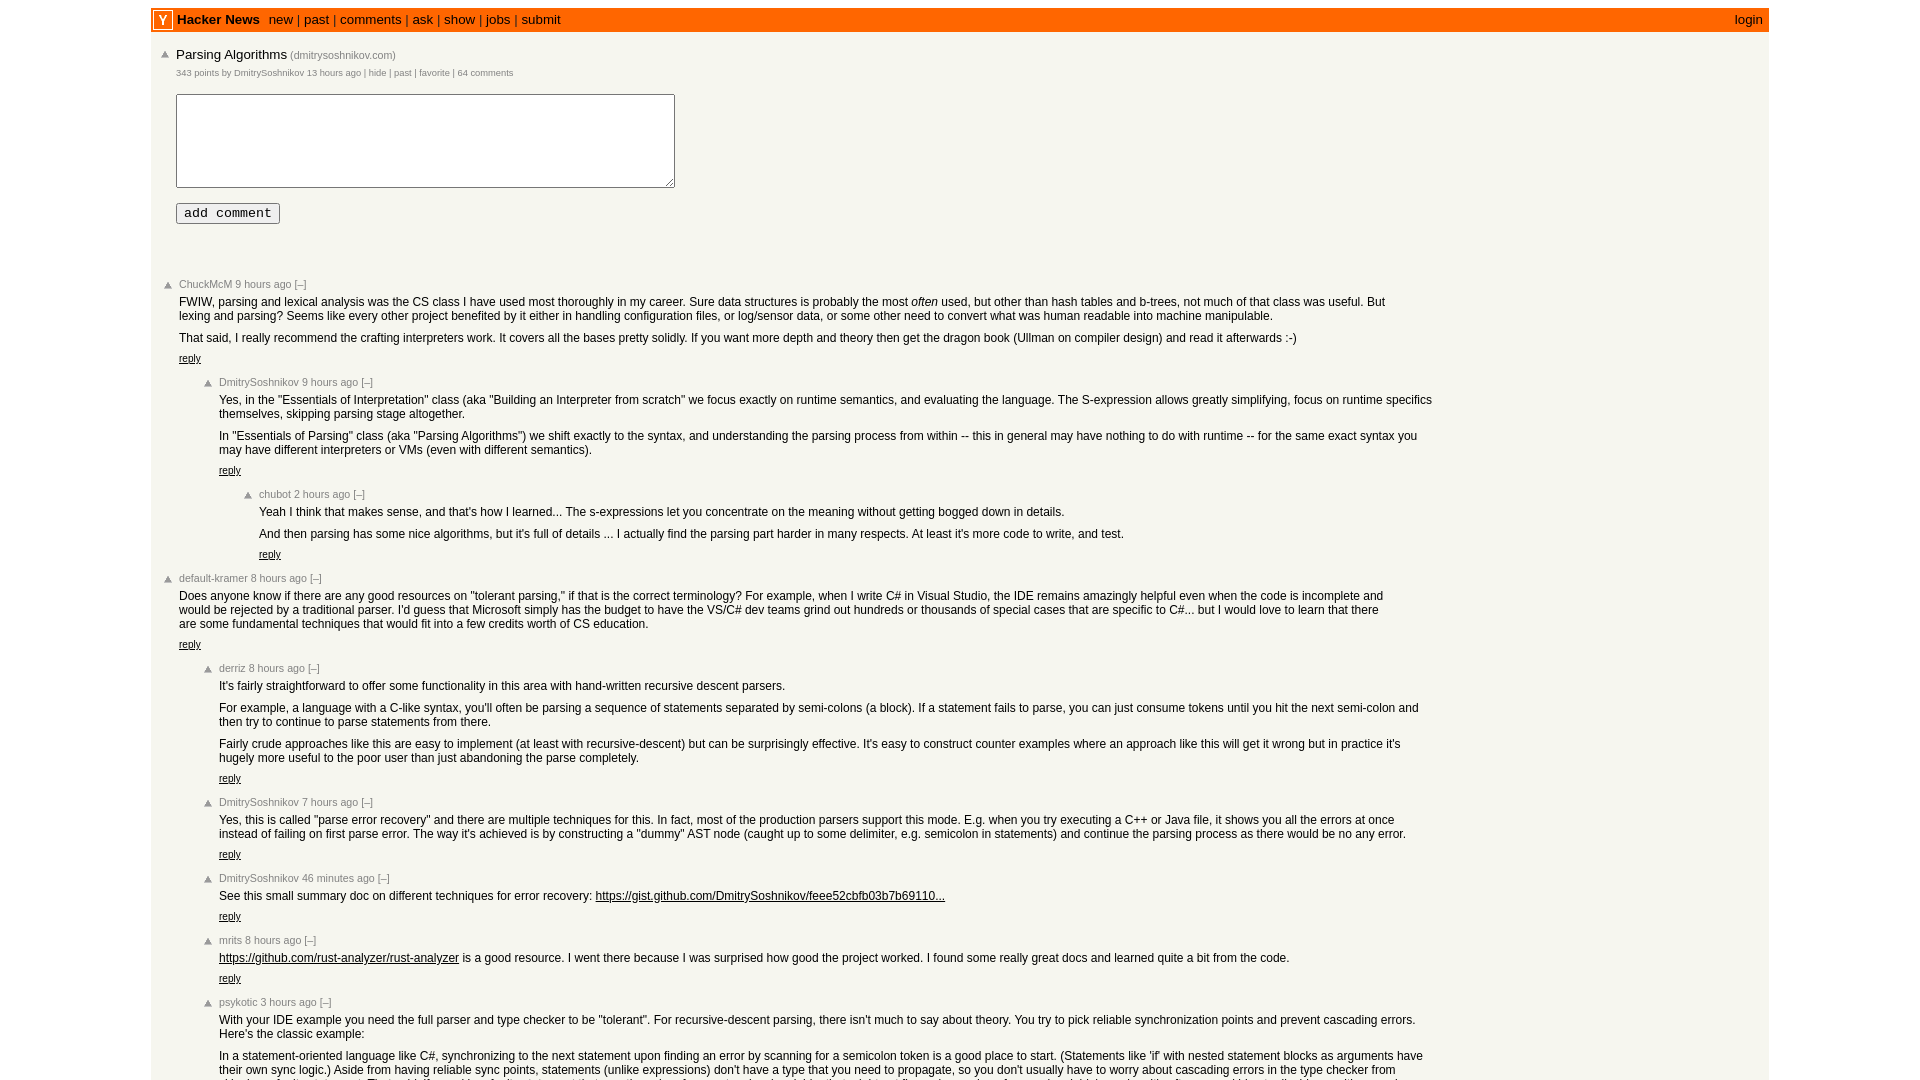 Y Hacker News new | past | comments | ask | show | jobs | submit login
Parsing Algorithms (dmitrysoshnikov.com)
343 points by DmitrySoshnikov 13 hours ago | hide | past | favorite | 64 comments
add comment
ChuckMcM 9 hours ago [–]
FWIW, parsing and lexical analysis was the CS class I have used most thoroughly in my career. Sure data structures is probably the most often used, but other than hash tables and b-trees, not much of that class was useful. But
lexing and parsing? Seems like every other project benefited by it either in handling configuration files, or log/sensor data, or some other need to convert what was human readable into machine manipulable.
That said, I really recommend the crafting interpreters work. It covers all the bases pretty solidly. If you want more depth and theory then get the dragon book (Ullman on compiler design) and read it afterwards :-)
reply
DmitrySoshnikov 9 hours ago [–]
Yes, in the "Essentials of Interpretation" class (aka "Building an Interpreter from scratch" we focus exactly on runtime semantics, and evaluating the language. The S-expression allows greatly simplifying, focus on runtime specifics
themselves, skipping parsing stage altogether.
In "Essentials of Parsing" class (aka "Parsing Algorithms") we shift exactly to the syntax, and understanding the parsing process from within -- this in general may have nothing to do with runtime -- for the same exact syntax you
may have different interpreters or VMs (even with different semantics).
reply
chubot 2 hours ago [–]
Yeah I think that makes sense, and that's how I learned... The s-expressions let you concentrate on the meaning without getting bogged down in details.
And then parsing has some nice algorithms, but it's full of details ... I actually find the parsing part harder in many respects. At least it's more code to write, and test.
reply
default-kramer 8 hours ago [–]
Does anyone know if there are any good resources on "tolerant parsing," if that is the correct terminology? For example, when I write C# in Visual Studio, the IDE remains amazingly helpful even when the code is incomplete and
would be rejected by a traditional parser. I'd guess that Microsoft simply has the budget to have the VS/C# dev teams grind out hundreds or thousands of special cases that are specific to C#... but I would love to learn that there
are some fundamental techniques that would fit into a few credits worth of CS education.
reply
derriz 8 hours ago [–]
It's fairly straightforward to offer some functionality in this area with hand-written recursive descent parsers.
For example, a language with a C-like syntax, you'll often be parsing a sequence of statements separated by semi-colons (a block). If a statement fails to parse, you can just consume tokens until you hit the next semi-colon and
then try to continue to parse statements from there.
Fairly crude approaches like this are easy to implement (at least with recursive-descent) but can be surprisingly effective. It's easy to construct counter examples where an approach like this will get it wrong but in practice it's
hugely more useful to the poor user than just abandoning the parse completely.
reply
DmitrySoshnikov 7 hours ago [–]
Yes, this is called "parse error recovery" and there are multiple techniques for this. In fact, most of the production parsers support this mode. E.g. when you try executing a C++ or Java file, it shows you all the errors at once
instead of failing on first parse error. The way it's achieved is by constructing a "dummy" AST node (caught up to some delimiter, e.g. semicolon in statements) and continue the parsing process as there would be no any error.
reply
DmitrySoshnikov 46 minutes ago [–]
See this small summary doc on different techniques for error recovery: https://gist.github.com/DmitrySoshnikov/feee52cbfb03b7b69110...
reply
mrits 8 hours ago [–]
https://github.com/rust-analyzer/rust-analyzer is a good resource. I went there because I was surprised how good the project worked. I found some really great docs and learned quite a bit from the code.
reply
psykotic 3 hours ago [–]
With your IDE example you need the full parser and type checker to be "tolerant". For recursive-descent parsing, there isn't much to say about theory. You try to pick reliable synchronization points and prevent cascading errors.
Here's the classic example:
In a statement-oriented language like C#, synchronizing to the next statement upon finding an error by scanning for a semicolon token is a good place to start. (Statements like 'if' with nested statement blocks as arguments have
their own sync logic.) Aside from having reliable sync points, statements (unlike expressions) don't have a type that you need to propagate, so you don't usually have to worry about cascading errors in the type checker from